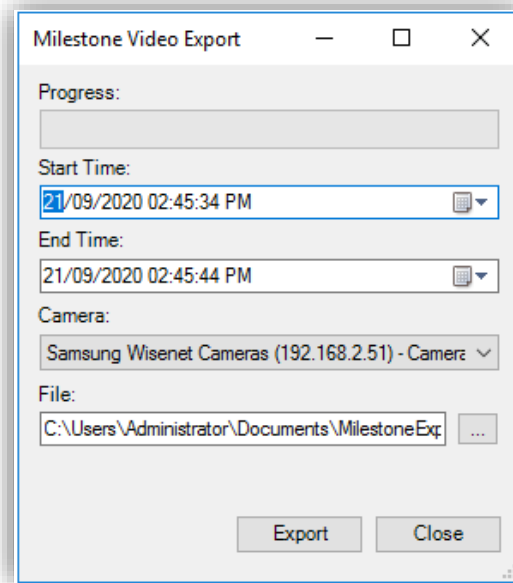 Milestone Video Export
Progress:
Start Time:
21/09/2020 02:45:34 PM
End Time:
21/09/2020 02:45:44 PM
Camera:
Samsung Wisenet Cameras (192.168.2.51) - Camera
File:
C:\Users\Administrator\Documents\MilestoneExp
...
Export
Close